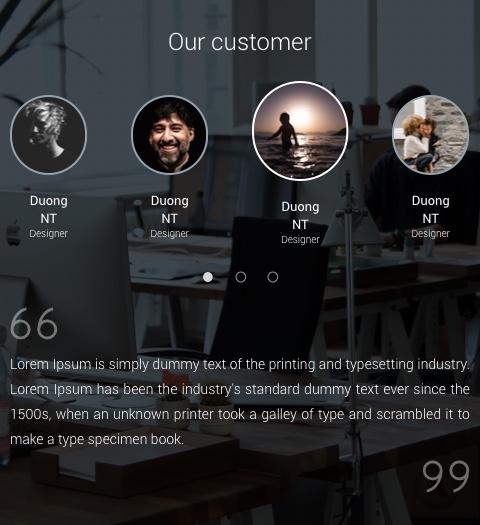 Our customer
Duong
NT
Designer
Duong
NT
Designer
Duong
NT
Designer
Duong
NT
Designer
“
Lorem Ipsum is simply dummy text of the printing and typesetting industry.
Lorem Ipsum has been the industry's standard dummy text ever since the
1500s, when an unknown printer took a galley of type and scrambled it to
make a type specimen book.
”